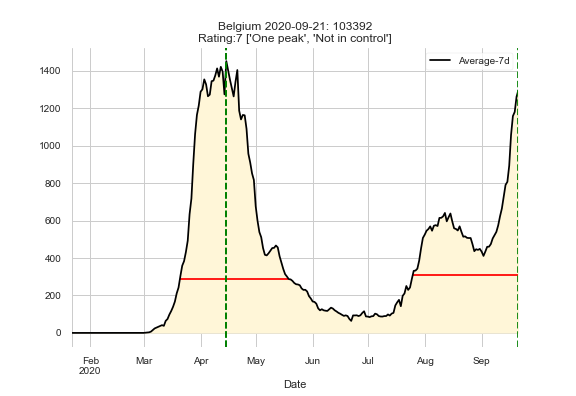 Belgium 2020-09-21: 103392
Rating:7 ['One peak', 'Not in control']
Average-7d
1400
1200
1000
800
600
400
200
0
Feb
2020
Mar
Apr
May
Jun
Jul
Aug
Sep
Date